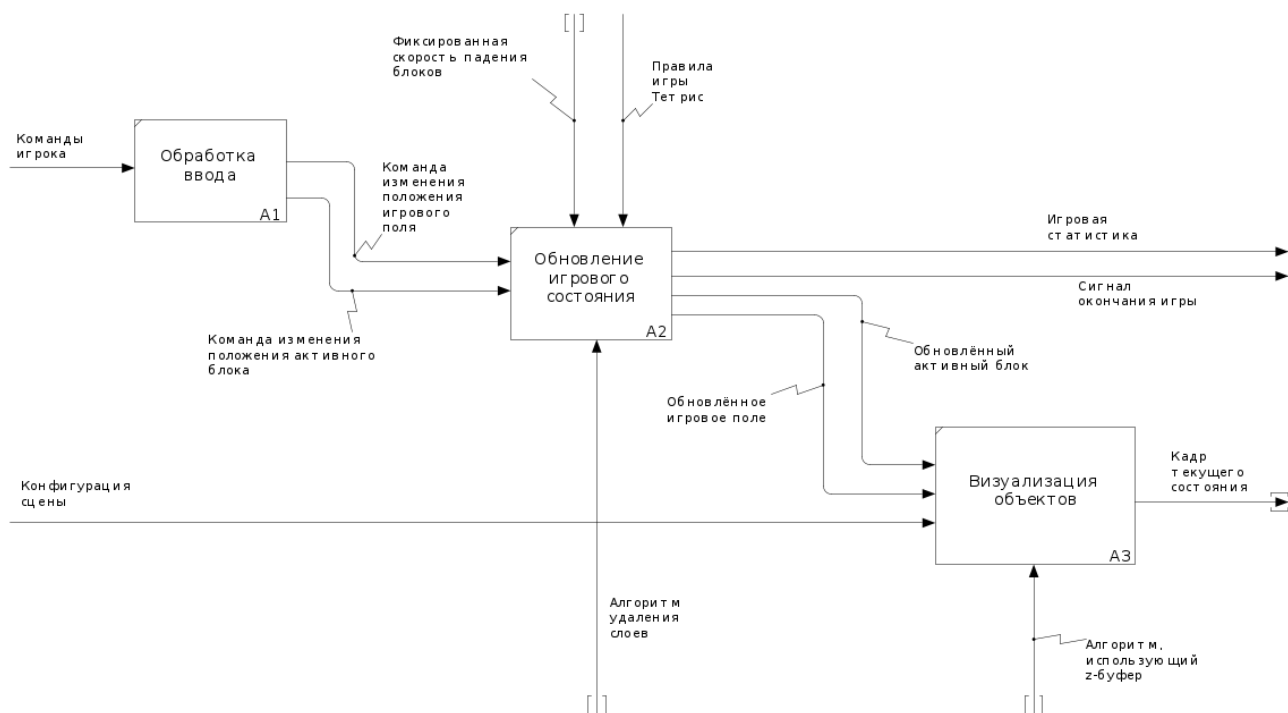 Фиксированная
скорость падения
блоков
Правила
игры
Тетрис
Команды
игрока
Обработка
ввода
A1
Команда
изменения
положения
игрового
поля
Обновление
игрового
состояния
A2
Игровая
статистика
Сигнал
окончания игры
Команда изменения
положения активного
блока
Обновлённый
активный блок
Обновлённое
игровое поле
Конфигурация
сцены
Визуализация
объектов
A3
Кадр
текущего
состояния
Алгоритм
удаления
слоев
Алгоритм,
использующий
z-буфер